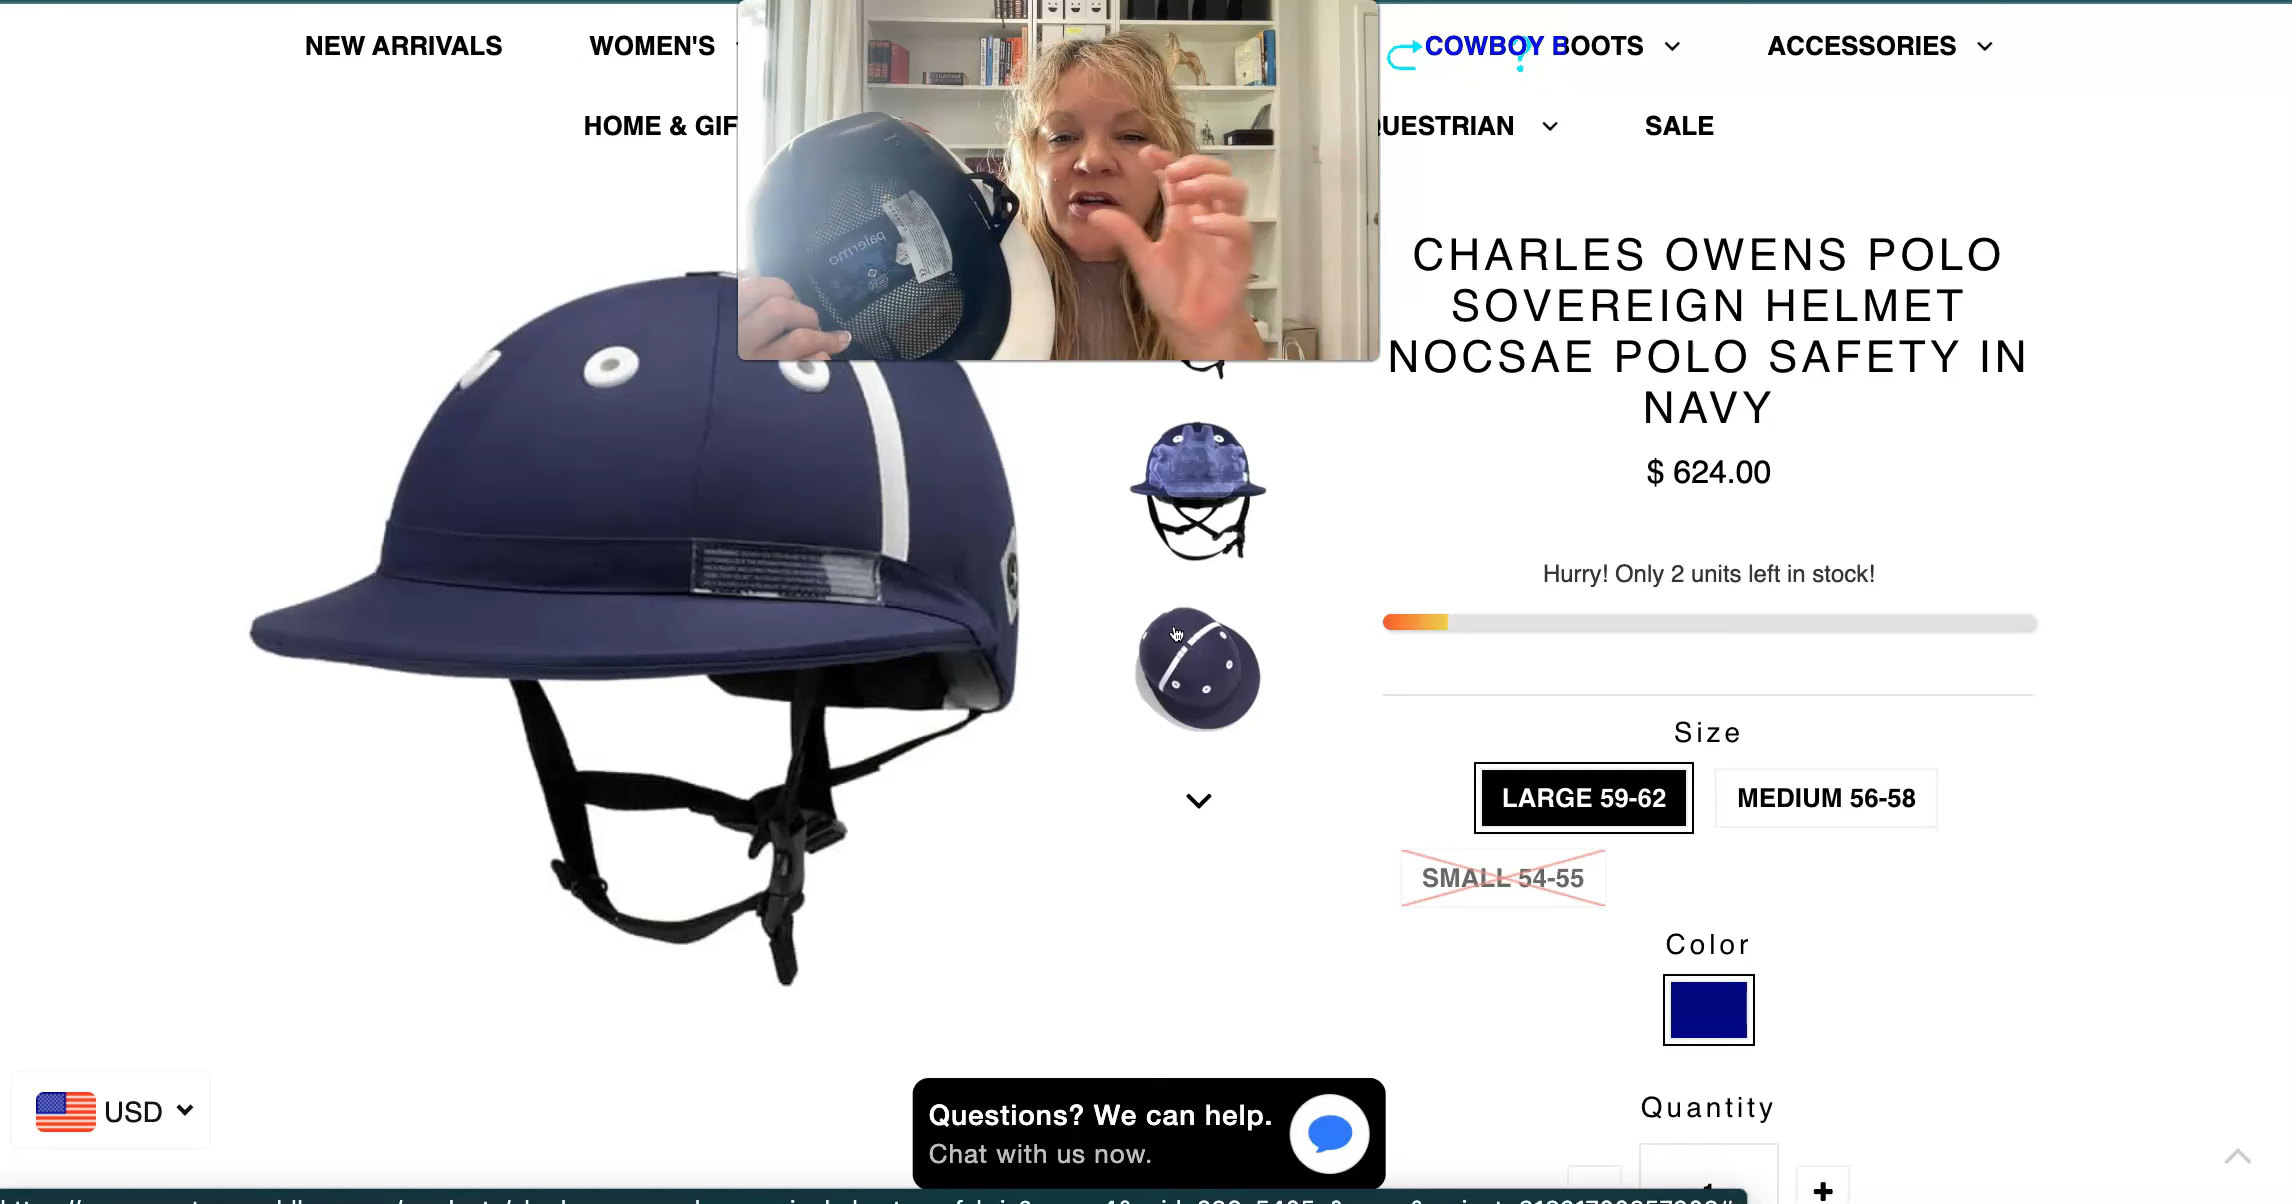 NEW ARRIVALS
WOMEN'S
COWBOY BOOTS
ACCESSORIES
HOME & GIF
QUESTRIAN
SALE
palermo
CHARLES OWENS POLO
SOVEREIGN HELMET
NOCSAE POLO SAFETY IN
NAVY
$ 624.00
Hurry! Only 2 units left in stock!
Size
LARGE 59-62
MEDIUM 56-58
SMALL 54-55
Color
Quantity
USD
Questions? We can help.
Chat with us now.